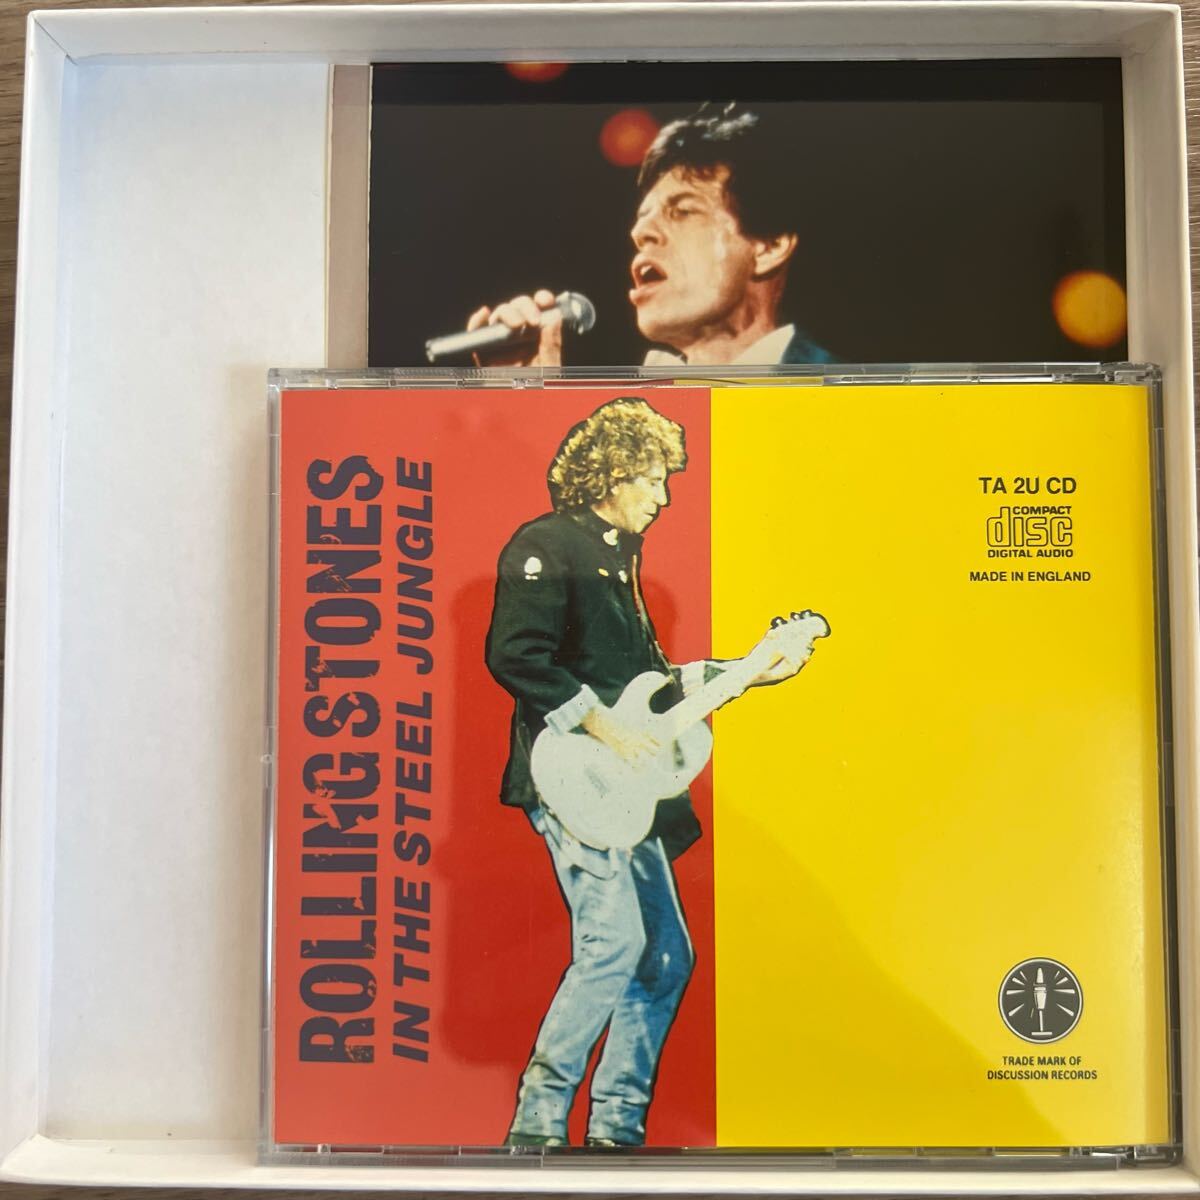 ROLLING STONES
IN THE STEEL JUNGLE
TA 2U CD
COMPACT
disc
DIGITAL AUDIO
MADE IN ENGLAND
TRADE MARK OF
DISCUSSION RECORDS